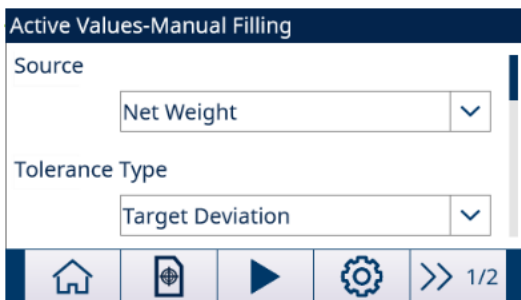 Active Values-Manual Filling
Source
Net Weight
Tolerance Type
Target Deviation
1/2